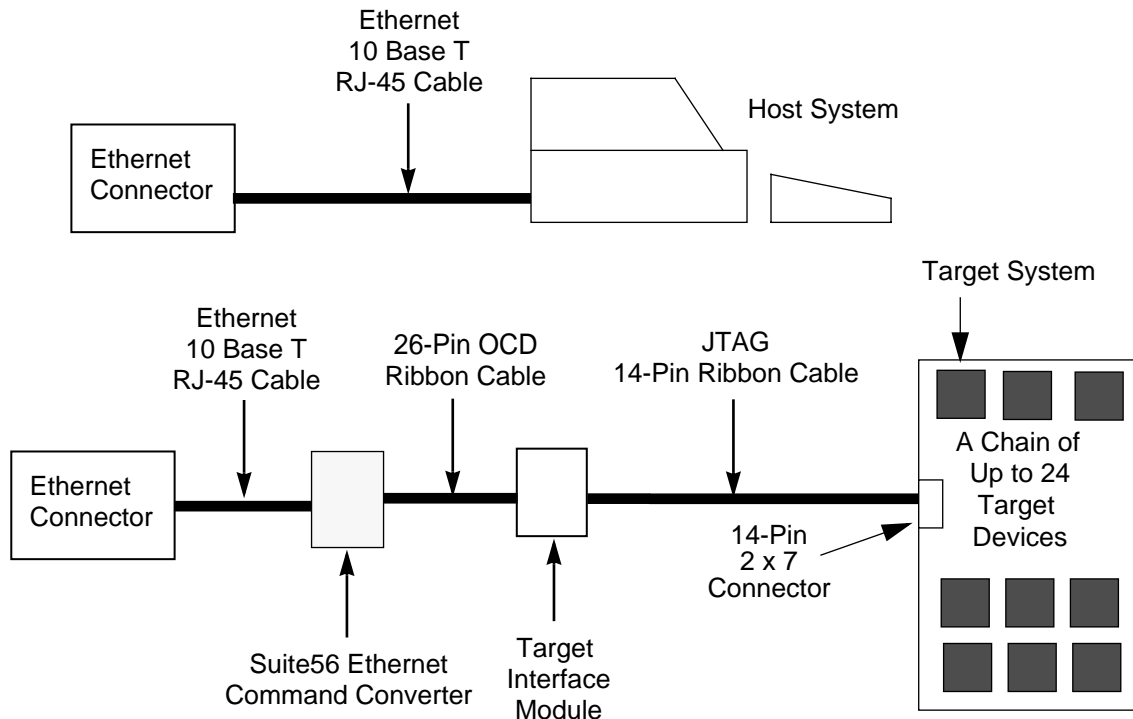 Ethernet
10 Base T
RJ-45 Cable
Host System
Ethernet
Connector
Target System
Ethernet
10 Base T
RJ-45 Cable
26-Pin OCD
Ribbon Cable
JTAG
14-Pin Ribbon Cable
A Chain of
Up to 24
Target
Devices
Ethernet
Connector
14-Pin
2 x 7
Connector
Suite56 Ethernet
Command Converter
Target
Interface
Module